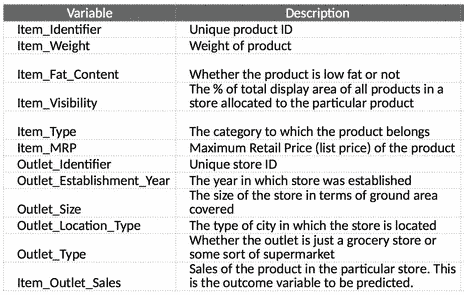 Variable Description
Item_Identifier Unique product ID
Item_Weight Weight of product
Item_Fat_Content Whether the product is low fat or not
The % of total display area of all products in a
Item_Visibility store allocated to the particular product
Item_Type The category to which the product belongs
Item_MRP Maximum Retail Price (list price) of the product
Outlet_Identifier Unique store ID
Outlet_Establishment_Year The year in which store was established
The size of the store in terms of ground area
Outlet_Size covered
Outlet_Location_Type The type of city in which the store is located
Whether the outlet is just a grocery store or
Outlet_Type some sort of supermarket
Sales of the product in the particular store. This
Item_Outlet_Sales is the outcome variable to be predicted.